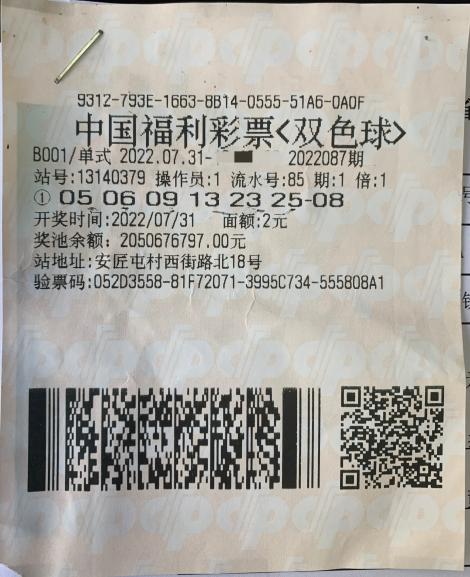 9312-793E-1663-8B14-0555-51A6-0A0F
中国福利彩票<双色球>
B001/单式 2022.07.31- 2022087期
站号:13140379 操作员:1 流水号:85 期:1 倍:1
① 05 06 09 13 23 25-08
开奖时间:2022/07/31 面额:2元
奖池余额: 2050676797.00元
站地址:安匠屯村西街路北18号
验票码:052D3558-81F72071-3995C734-555808A1